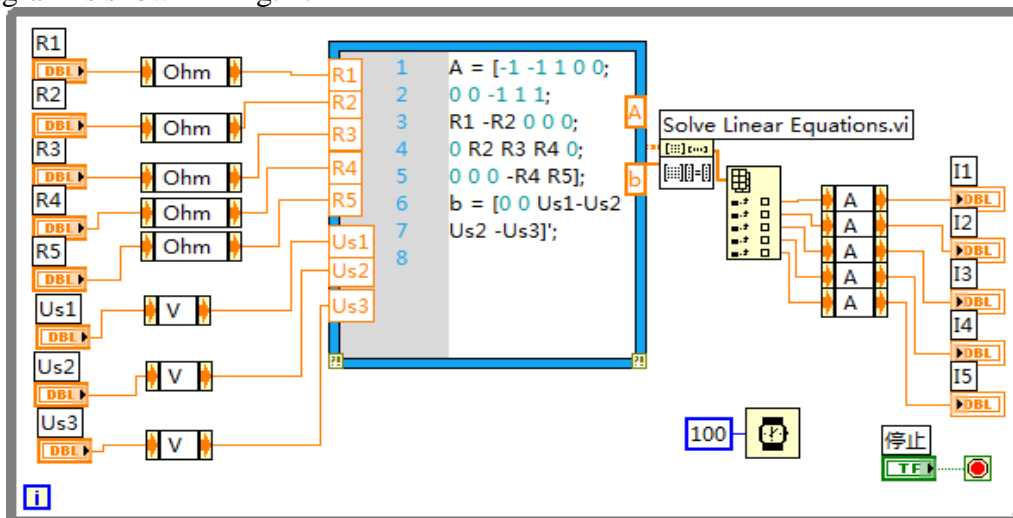 R1
DBL
Ohm
R2
DBL
Ohm
R3
DBL
Ohm
R4
DBL
Ohm
R5
DBL
Ohm
Us1
DBL
V
Us2
DBL
V
Us3
DBL
V
R1
R2
R3
R4
R5
Us1
Us2
Us3
1 A = [-1 -1 1 0 0;
2 0 0 -1 1 1;
3 R1 -R2 0 0 0;
4 0 R2 R3 R4 0;
5 0 0 0 -R4 R5];
6 b = [0 0 Us1-Us2
7 Us2 -Us3]';
8
A
b
Solve Linear Equations.vi
A
A
A
A
A
I1
DBL
I2
DBL
I3
DBL
I4
DBL
I5
DBL
100
停止
TF
i